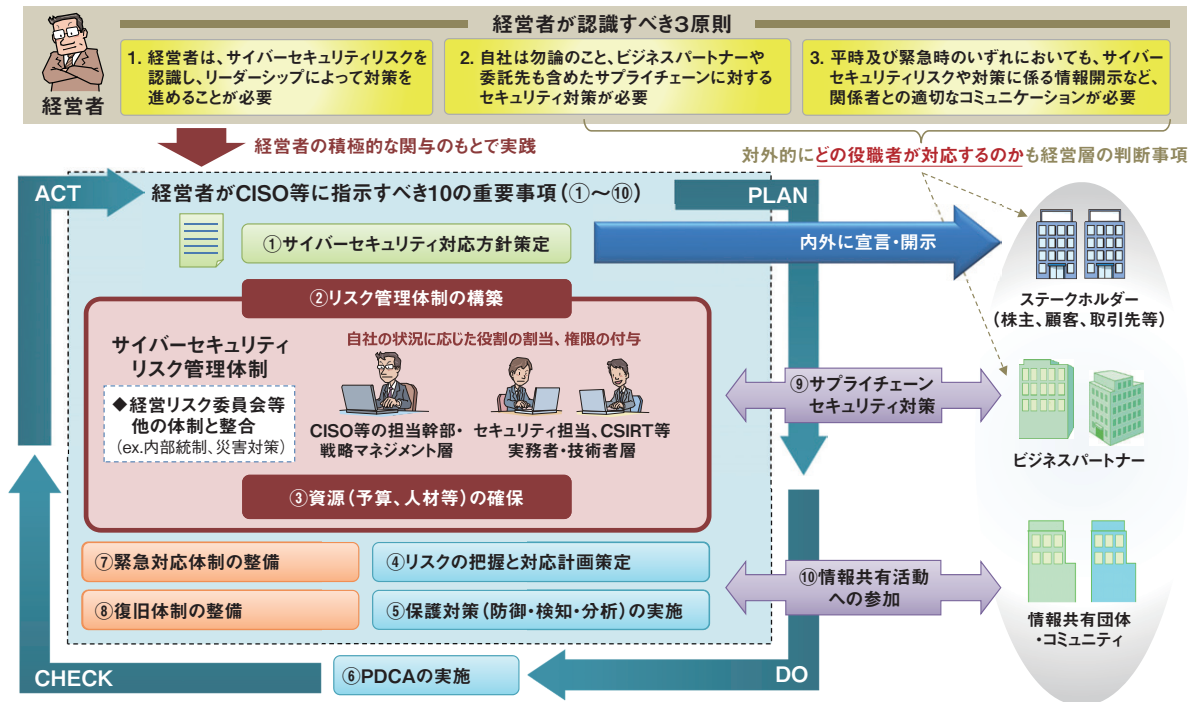 経営者が認識すべき3原則
経営者
1. 経営者は、サイバーセキュリティリスクを
認識し、リーダーシップによって対策を
進めることが必要
2. 自社は勿論のこと、ビジネスパートナーや
委託先も含めたサプライチェーンに対する
セキュリティ対策が必要
3. 平時及び緊急時のいずれにおいても、サイバー
セキュリティリスクや対策に係る情報開示など、
関係者との適切なコミュニケーションが必要
経営者の積極的な関与のもとで実践
対外的にどの役職者が対応するのかも経営層の判断事項
ACT
経営者がCISO等に指示すべき10の重要事項（①～⑩）
PLAN
①サイバーセキュリティ対応方針策定
内外に宣言・開示
ステークホルダー
（株主、顧客、取引先等）
②リスク管理体制の構築
サイバーセキュリティ
リスク管理体制
◆経営リスク委員会等
他の体制と整合
（ex.内部統制、災害対策）
自社の状況に応じた役割の割当、権限の付与
CISO等の担当幹部・
戦略マネジメント層
セキュリティ担当、CSIRT等
実務者・技術者層
③資源（予算、人材等）の確保
⑨サプライチェーン
セキュリティ対策
ビジネスパートナー
⑦緊急対応体制の整備
④リスクの把握と対応計画策定
⑧復旧体制の整備
⑤保護対策（防御・検知・分析）の実施
⑩情報共有活動
への参加
情報共有団体
・コミュニティ
CHECK
⑥PDCAの実施
DO